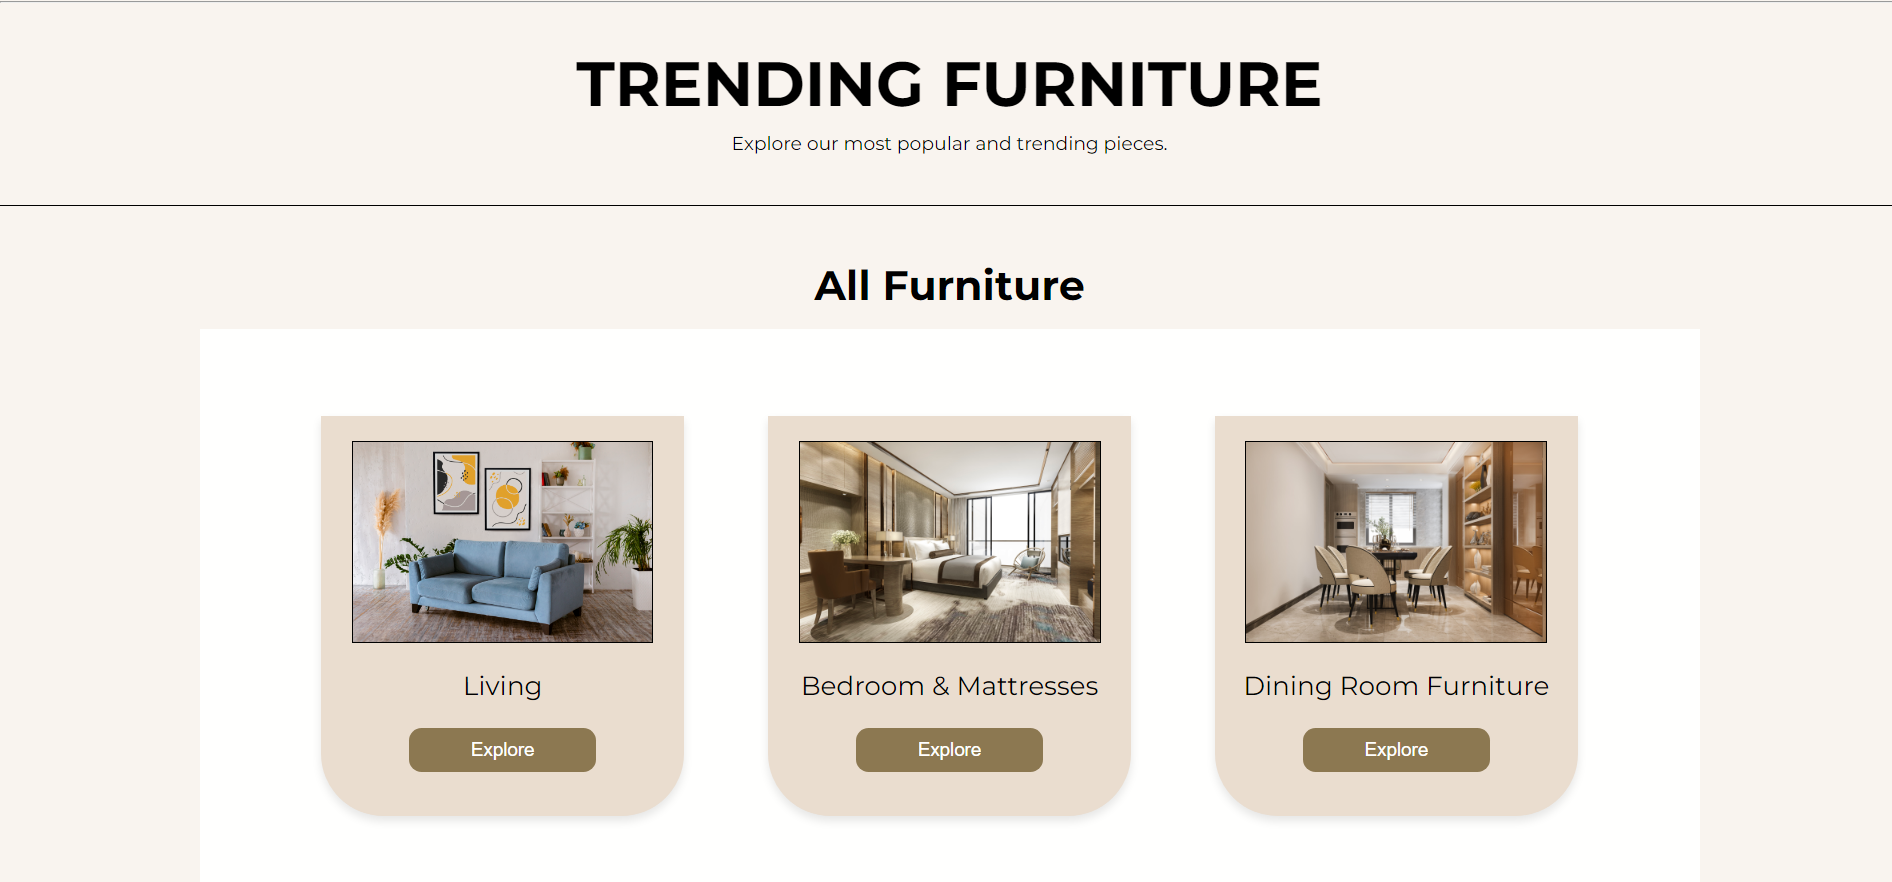 TRENDING FURNITURE
Explore our most popular and trending pieces.
All Furniture
Living
Bedroom & Mattresses
Dining Room Furniture
Explore
Explore
Explore